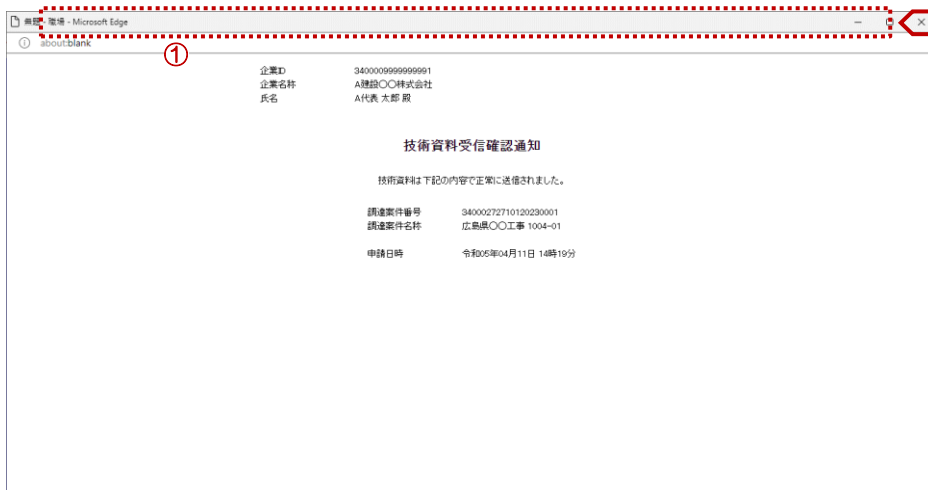 無題 - 職場 - Microsoft Edge
about:blank
①
企業ID 3400009999999991
企業名称 A建設〇〇株式会社
氏名 A代表 太郎 殿
技術資料受信確認通知
技術資料は下記の内容で正常に送信されました。
調達案件番号 34000272710120230001
調達案件名称 広島県〇〇工事 1004-01
申請日時 令和05年04月11日 14時19分